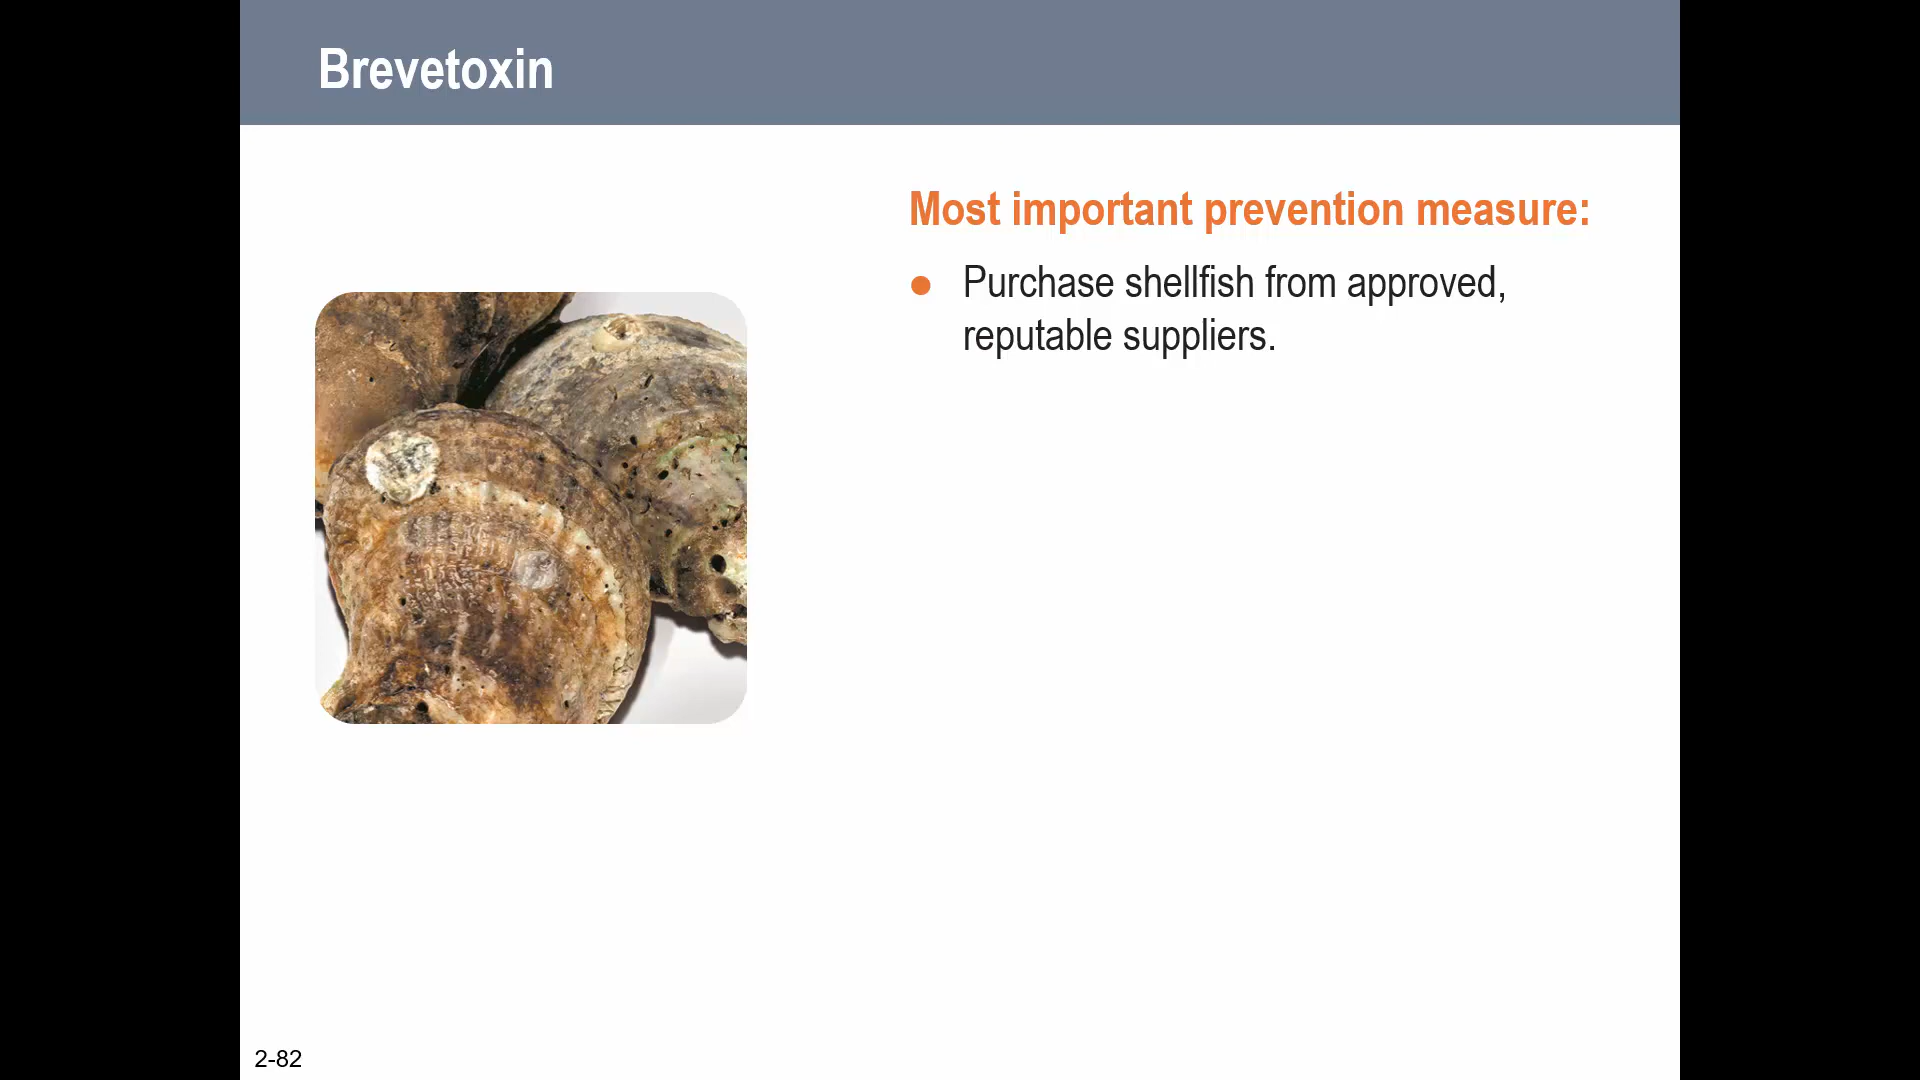 Brevetoxin
Most important prevention measure:
● Purchase shellfish from approved,
reputable suppliers.
2-82